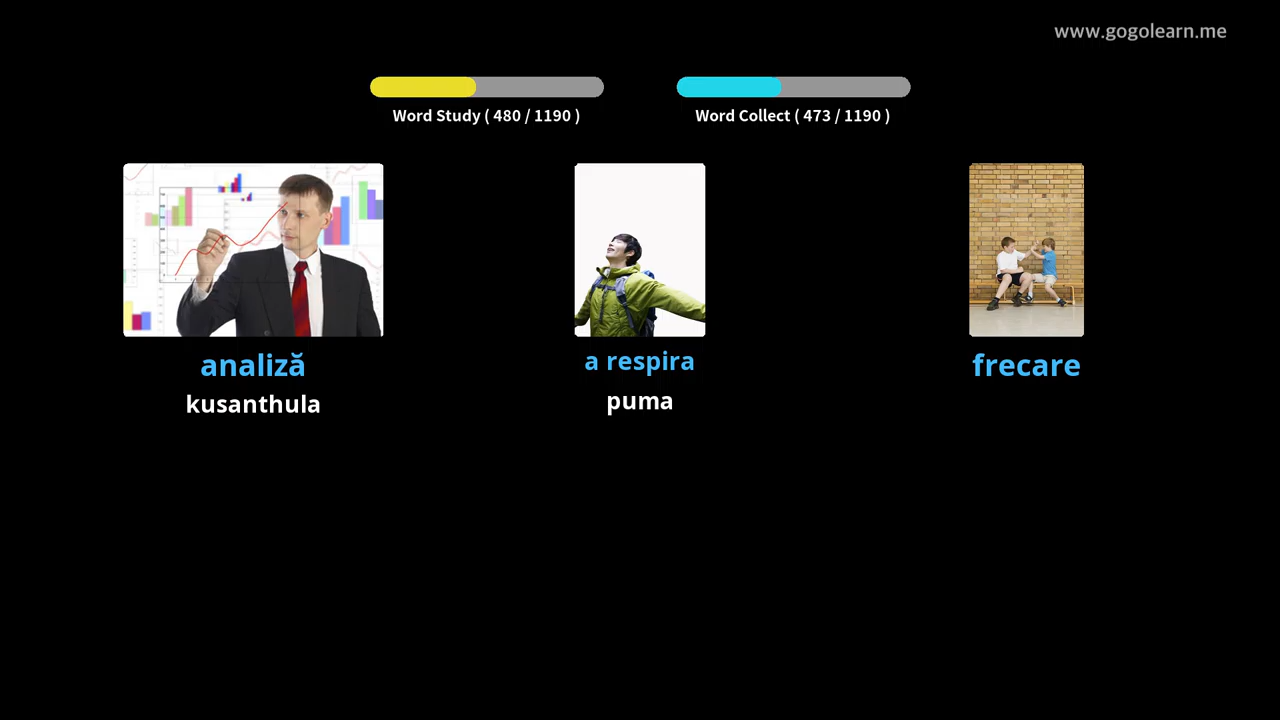 www.gogolearn.me
Word Study ( 480 / 1190 )
Word Collect ( 473 / 1190 )
analiză
kusanthula
a respira
puma
frecare